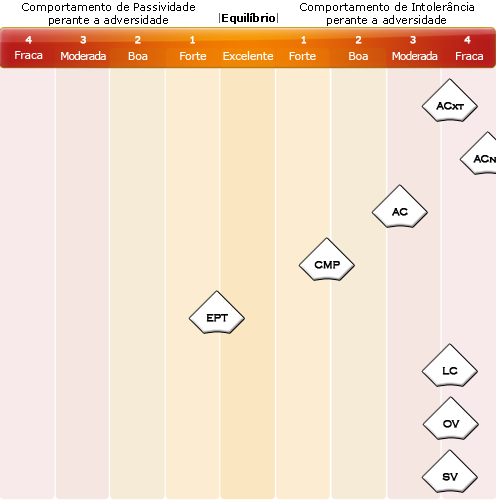 Comportamento de Passividade
perante a adversidade
|Equilíbrio|
Comportamento de Intolerância
perante a adversidade
4 3 2 1 1 2 3 4
Fraca Moderada Boa Forte Excelente Forte Boa Moderada Fraca
ACXT
ACN
AC
CMP
EPT
LC
OV
SV